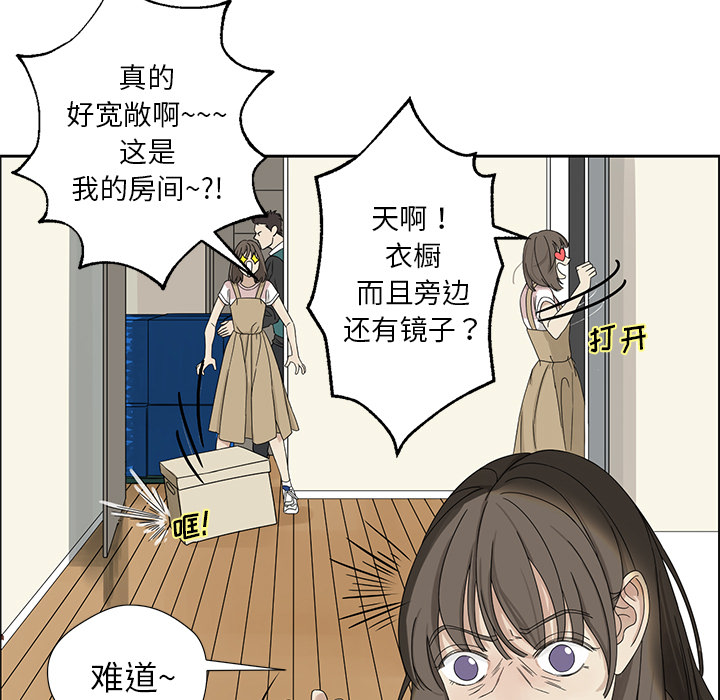 真的
好宽敞啊~~~
这是
我的房间~?!
天啊！
衣橱
而且旁边
还有镜子？
打开
哐!
难道~